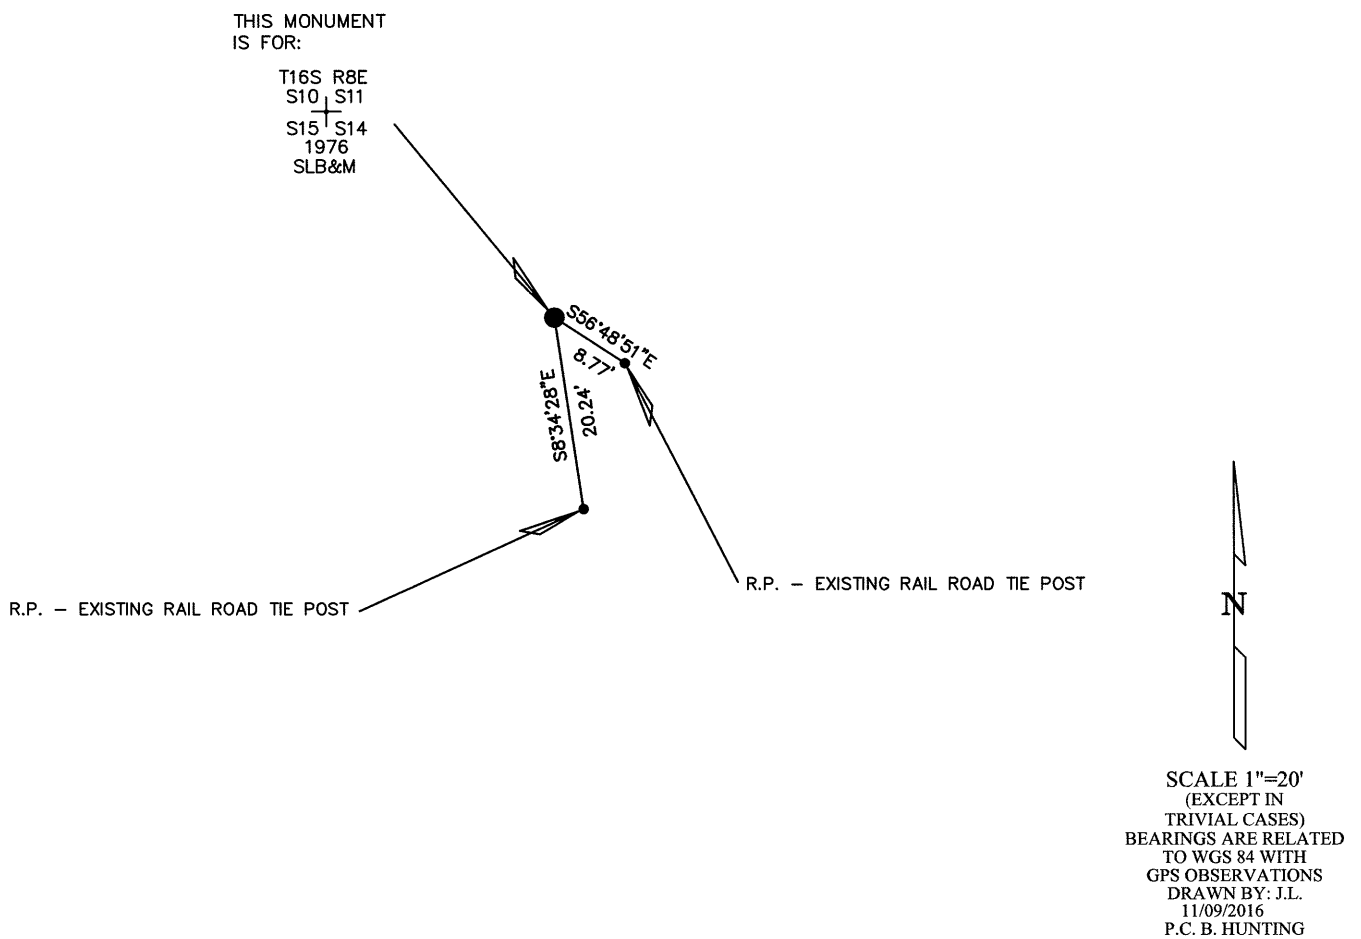 THIS MONUMENT
IS FOR:
T16S R8E
S10 S11
S15 S14
1976
SLB&M
S56°48'51"E
8.77'
S8°34'28"E
20.24'
R.P. – EXISTING RAIL ROAD TIE POST
R.P. – EXISTING RAIL ROAD TIE POST
N
SCALE 1"=20'
(EXCEPT IN
TRIVIAL CASES)
BEARINGS ARE RELATED
TO WGS 84 WITH
GPS OBSERVATIONS
DRAWN BY: J.L.
11/09/2016
P.C. B. HUNTING